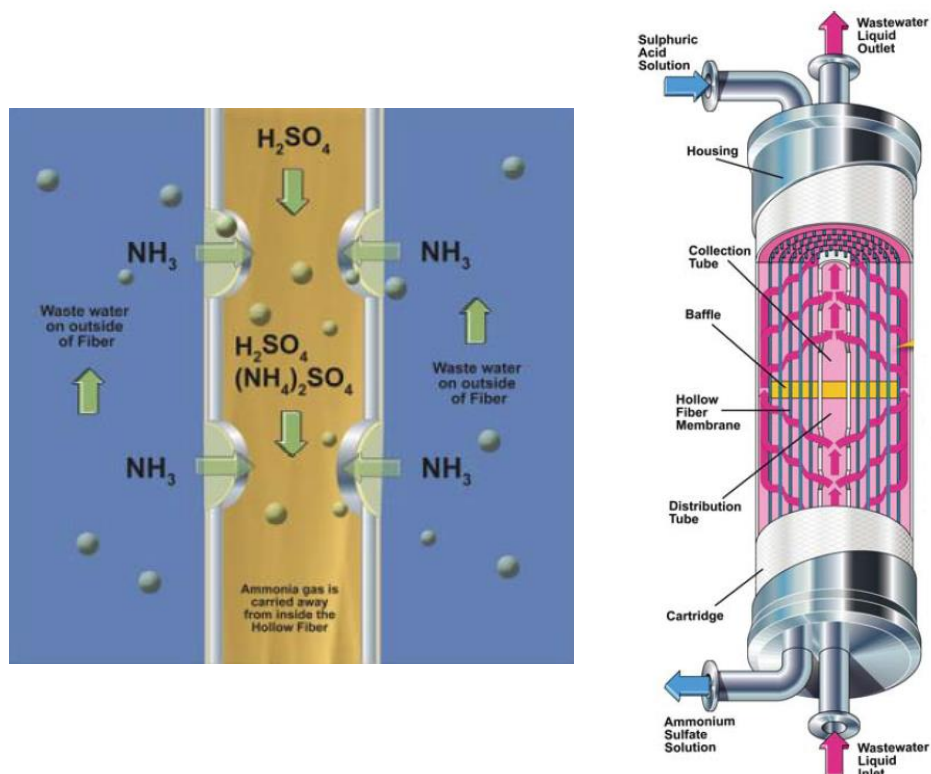 H₂SO₄
NH₃
NH₃
Waste water
on outside
of Fiber
H₂SO₄
(NH₄)₂SO₄
Waste water
on outside
of Fiber
NH₃
NH₃
Ammonia gas is
carried away
from inside the
Hollow Fiber
Sulphuric
Acid
Solution
Wastewater
Liquid
Outlet
Housing
Collection
Tube
Baffle
Hollow
Fiber
Membrane
Distribution
Tube
Cartridge
Ammonium
Sulfate
Solution
Wastewater
Liquid
Inlet